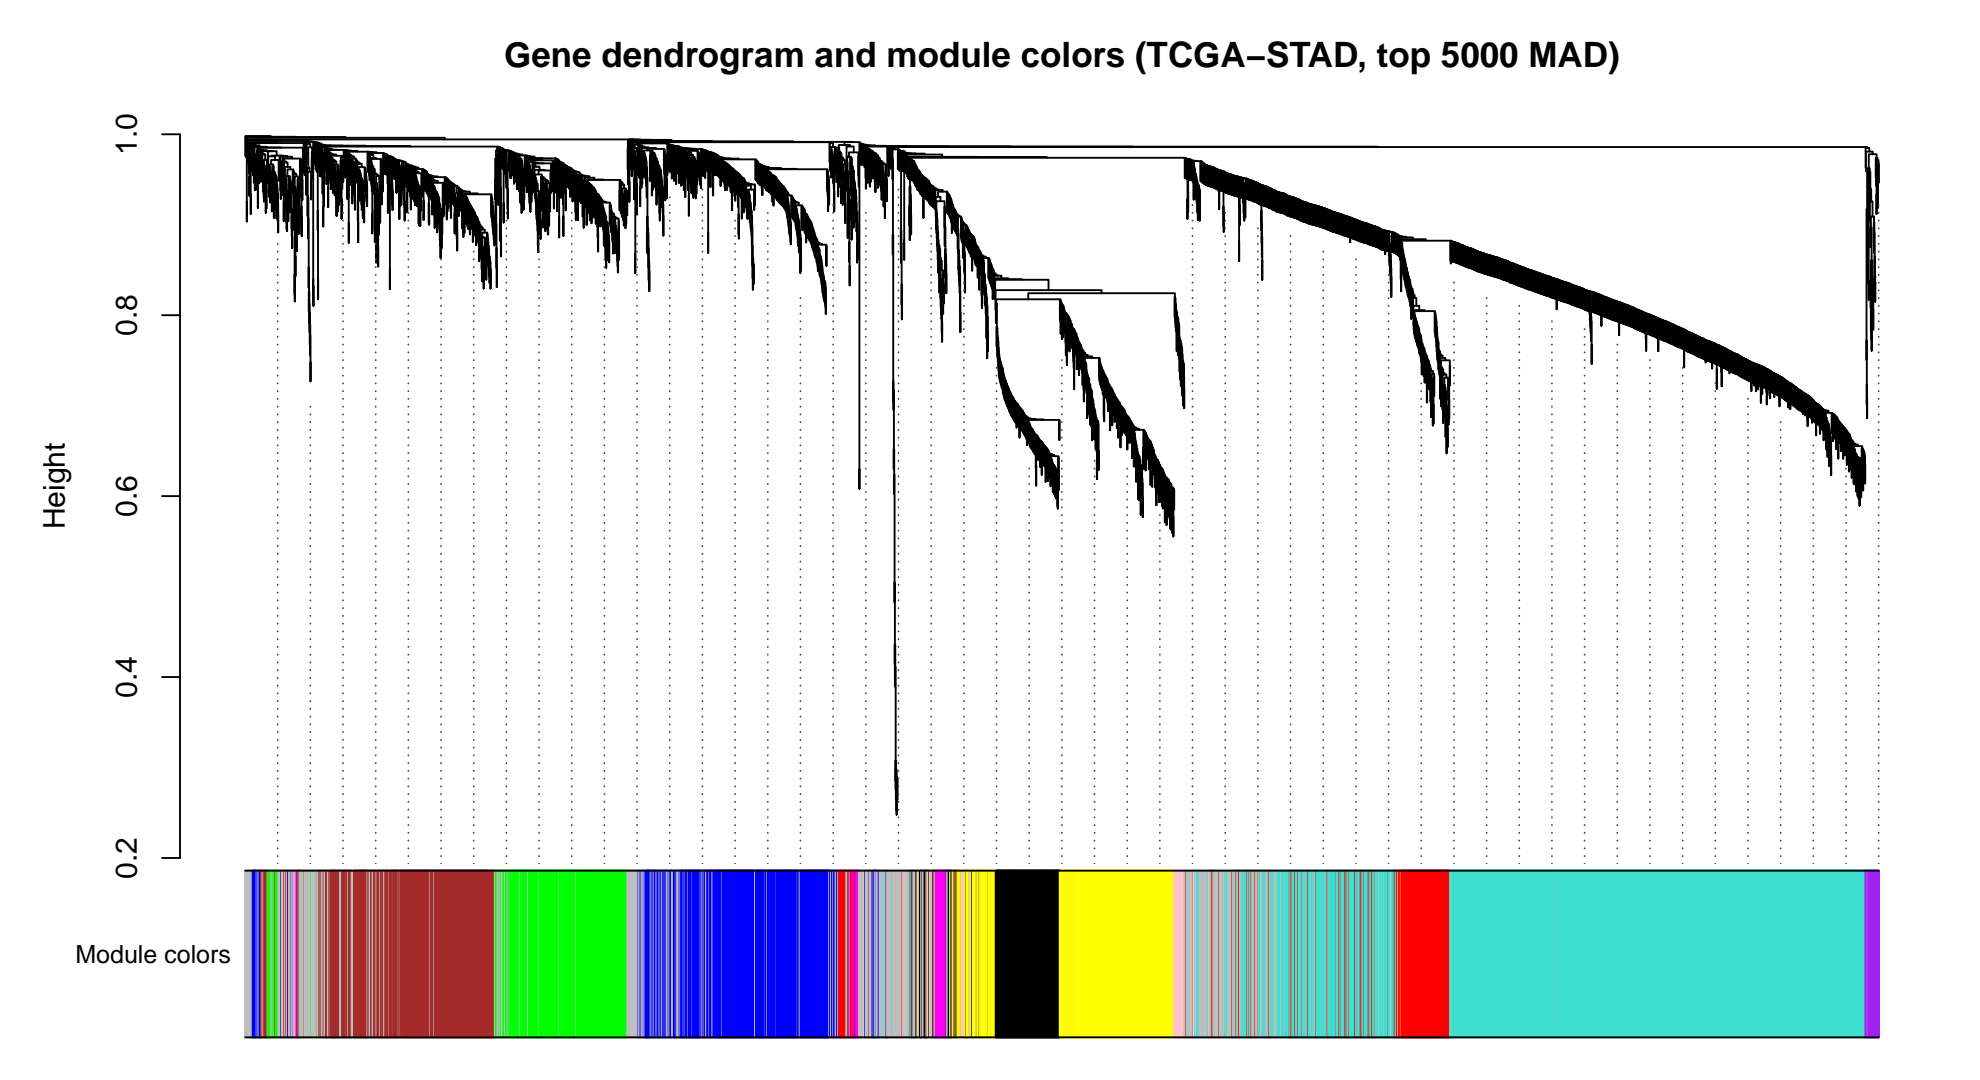 Gene dendrogram and module colors (TCGA−STAD, top 5000 MAD)
1.0
0.8
0.6
0.4
0.2
Height
Module colors